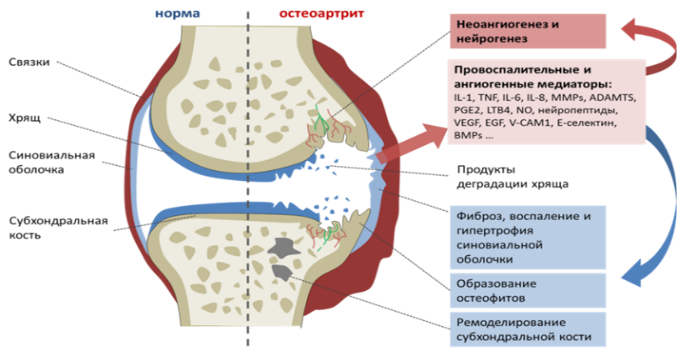 норма
остеоартрит
Связки
Хрящ
Синовиальная
оболочка
Субхондральная
кость
Неоангиогенез и
нейрогенез
Провоспалительные и
ангиогенные медиаторы:
IL-1, TNF, IL-6, IL-8, MMPs, ADAMTS,
PGE2, LTB4, NO, нейропептиды,
VEGF, EGF, V-CAM1, Е-селектин,
BMPs ...
Продукты
деградации хряща
Фиброз, воспаление и
гипертрофия
синовиальной
оболочки
Образование
остеофитов
Ремоделирование
субхондральной кости